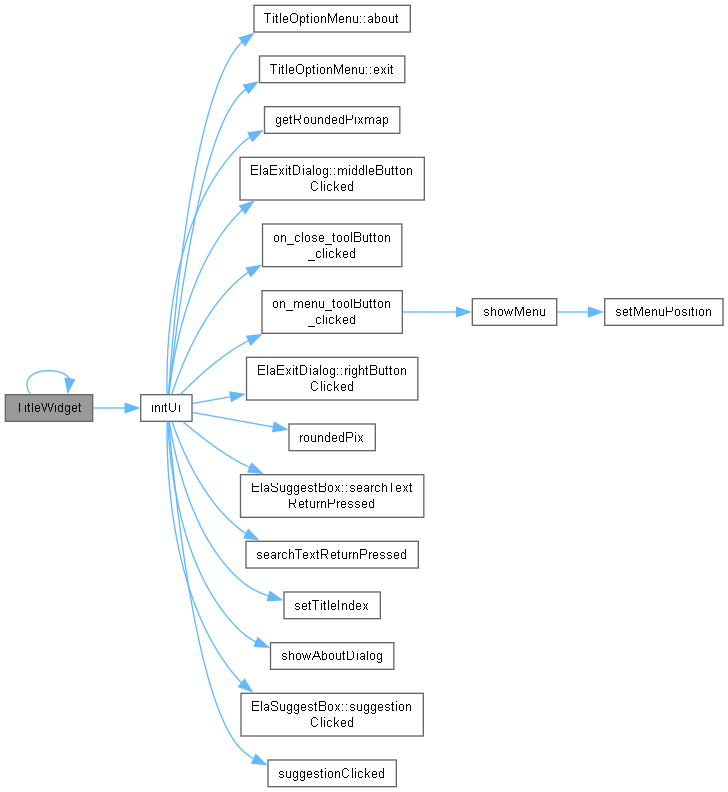 TitleOptionMenu::about
TitleOptionMenu::exit
getRoundedPixmap
ElaExitDialog::middleButton
Clicked
on_close_toolButton
_clicked
on_menu_toolButton
_clicked
showMenu
setMenuPosition
ElaExitDialog::rightButton
Clicked
TitleWidget
initUi
roundedPix
ElaSuggestBox::searchText
ReturnPressed
searchTextReturnPressed
setTitleIndex
showAboutDialog
ElaSuggestBox::suggestion
Clicked
suggestionClicked